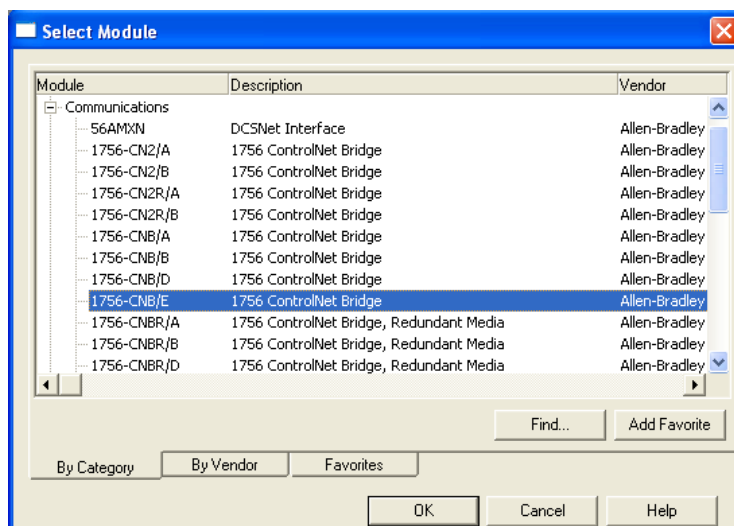 Select Module
Module Description Vendor
Communications
56AMXN DCSNet Interface Allen-Bradley
1756-CN2/A 1756 ControlNet Bridge Allen-Bradley
1756-CN2/B 1756 ControlNet Bridge Allen-Bradley
1756-CN2R/A 1756 ControlNet Bridge Allen-Bradley
1756-CN2R/B 1756 ControlNet Bridge Allen-Bradley
1756-CNB/A 1756 ControlNet Bridge Allen-Bradley
1756-CNB/B 1756 ControlNet Bridge Allen-Bradley
1756-CNB/D 1756 ControlNet Bridge Allen-Bradley
1756-CNB/E 1756 ControlNet Bridge Allen-Bradley
1756-CNBR/A 1756 ControlNet Bridge, Redundant Media Allen-Bradley
1756-CNBR/B 1756 ControlNet Bridge, Redundant Media Allen-Bradley
1756-CNBR/D 1756 ControlNet Bridge, Redundant Media Allen-Bradley
Find... Add Favorite
By Category By Vendor Favorites
OK Cancel Help